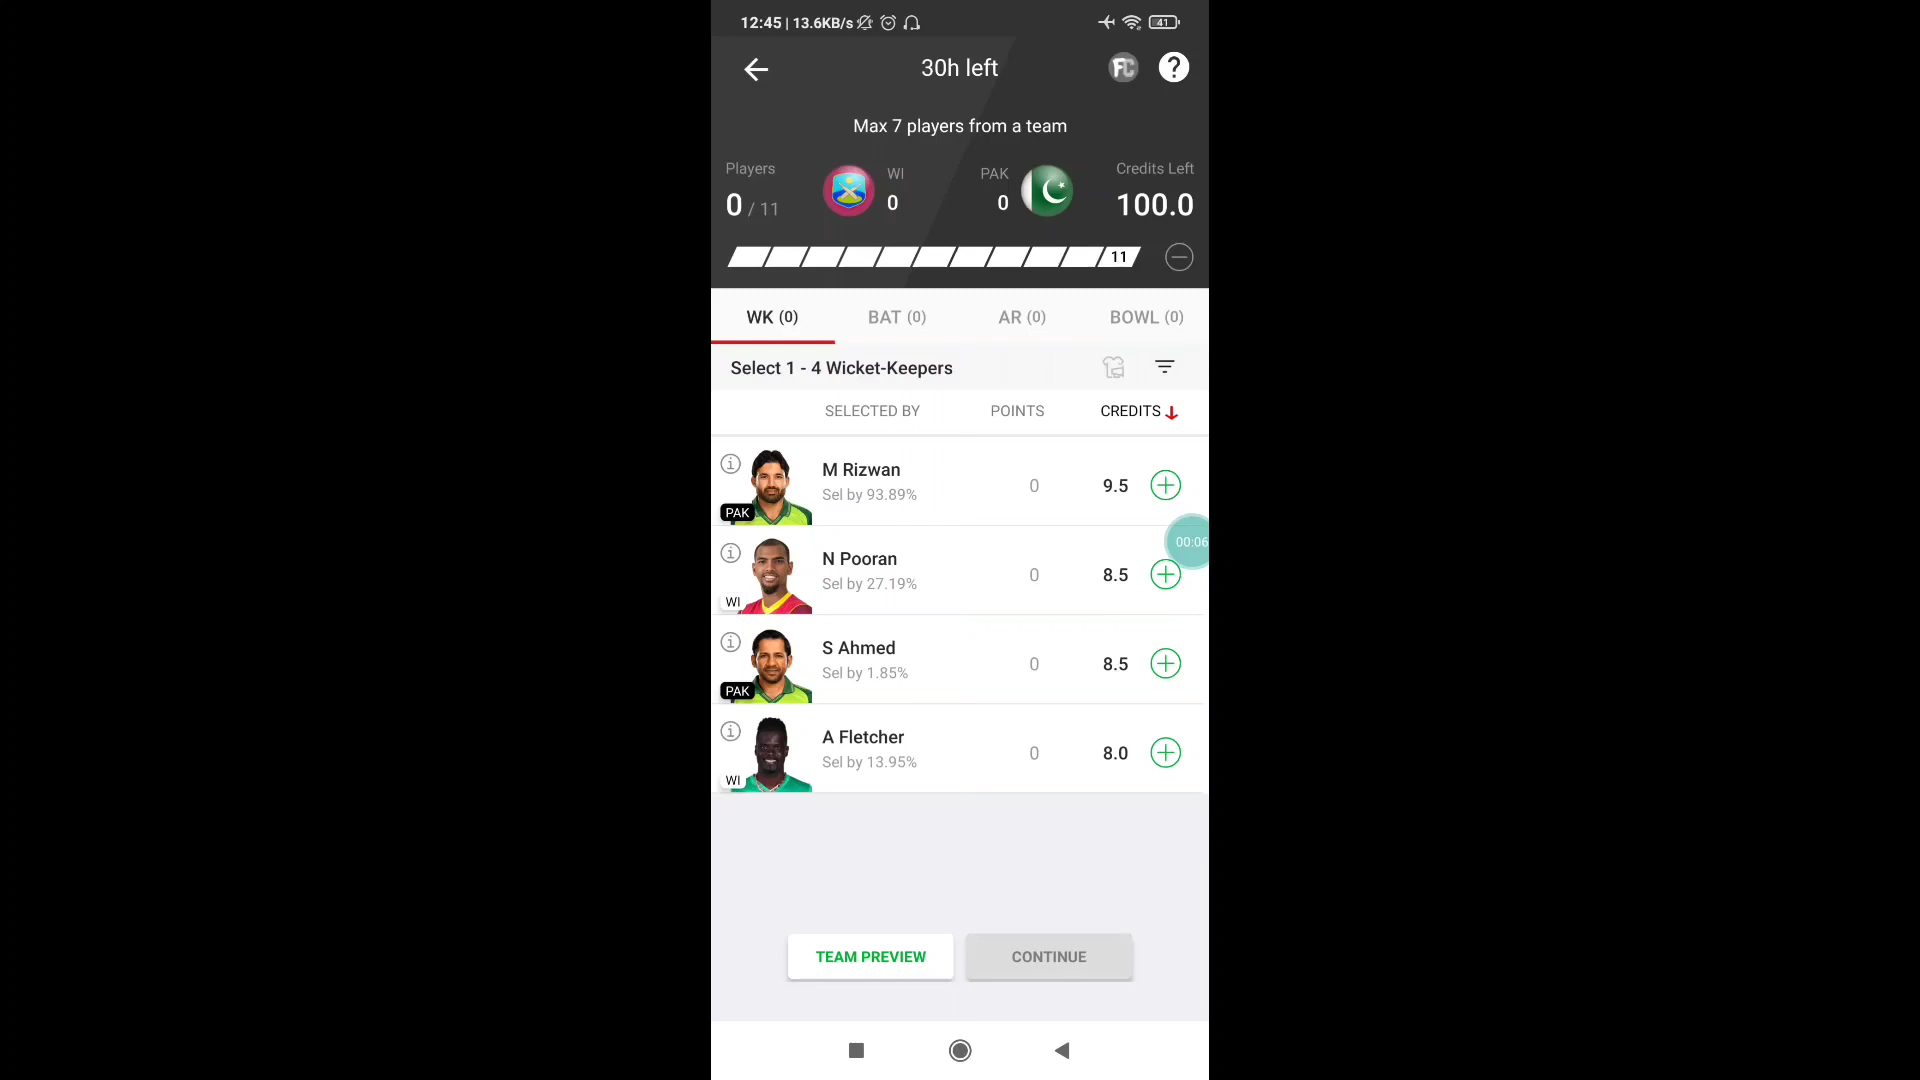 12:45 | 13.6KB/s 41
30h left FC ?
Max 7 players from a team
Players WI PAK Credits Left
0 / 11 0 0 100.0
11
WK (0) BAT (0) AR (0) BOWL (0)
Select 1 - 4 Wicket-Keepers
SELECTED BY POINTS CREDITS
M Rizwan
Sel by 93.89% 0 9.5
PAK
00:06
N Pooran
Sel by 27.19% 0 8.5
WI
S Ahmed
Sel by 1.85% 0 8.5
PAK
A Fletcher
Sel by 13.95% 0 8.0
WI
TEAM PREVIEW CONTINUE